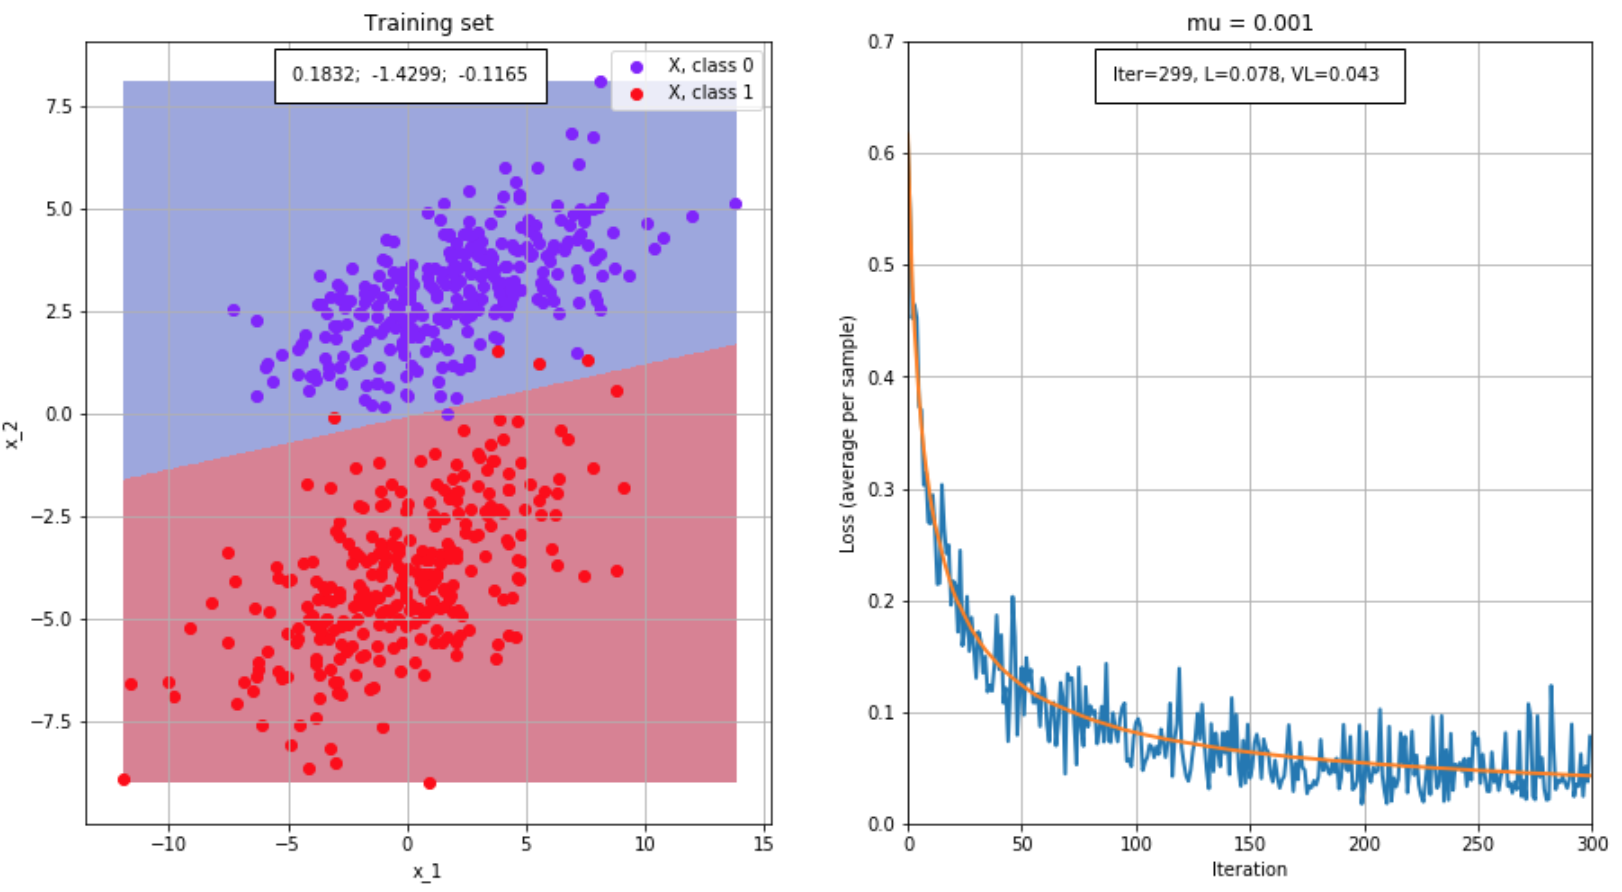 Training set
0.1832; -1.4299; -0.1165
X, class 0
X, class 1
7.5
5.0
2.5
0.0
−2.5
−5.0
−7.5
x_2
−10
−5
0
5
10
15
x_1
mu = 0.001
Iter=299, L=0.078, VL=0.043
0.7
0.6
0.5
0.4
0.3
0.2
0.1
0.0
Loss (average per sample)
0
50
100
150
200
250
300
Iteration